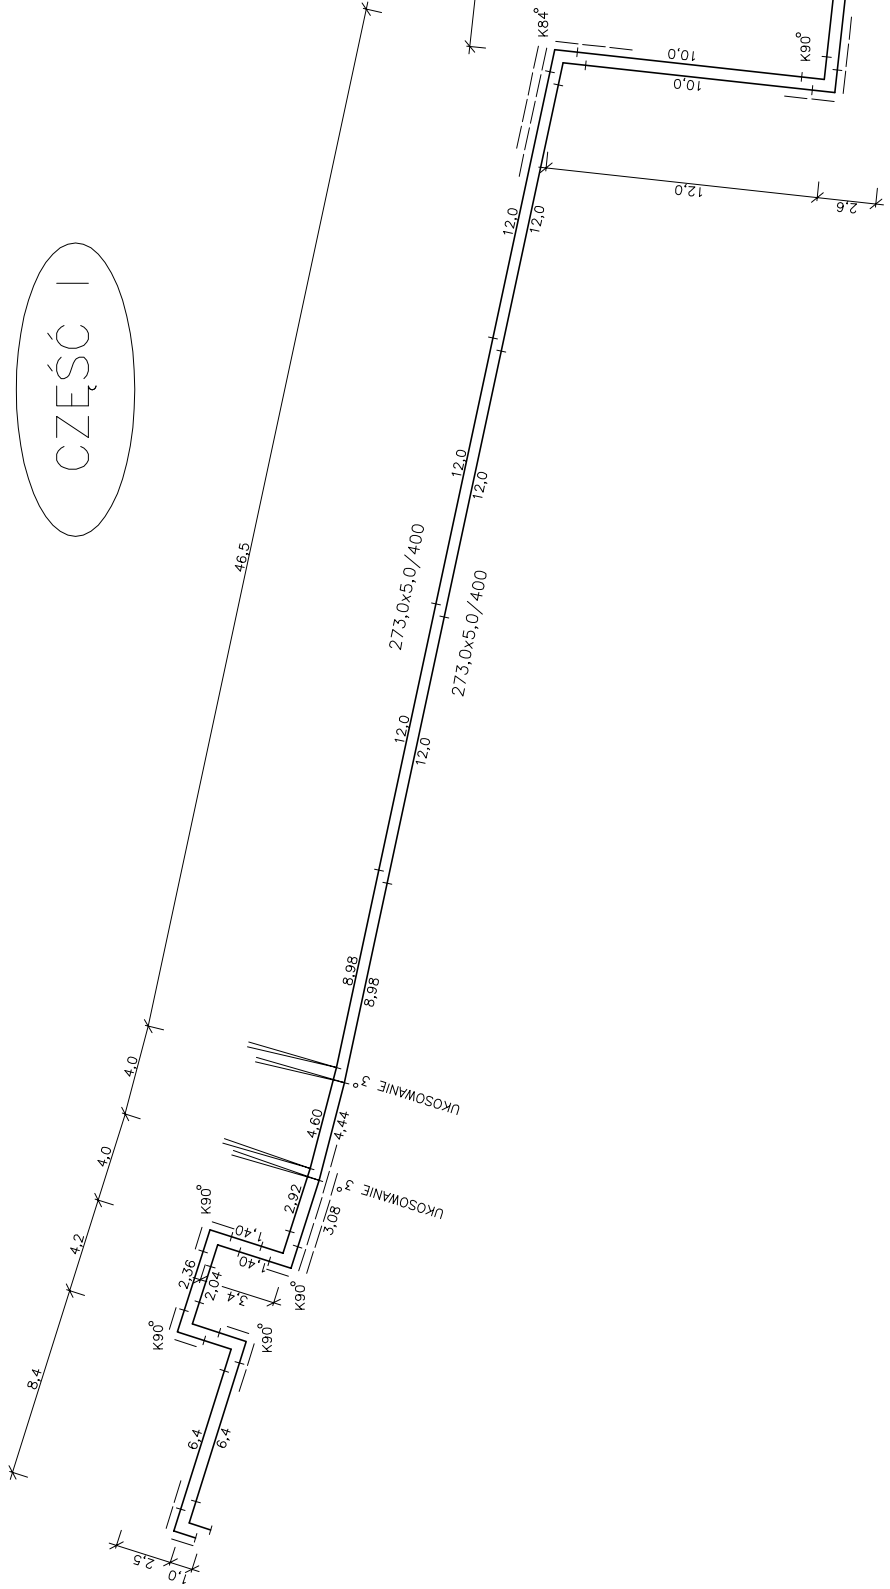 K84°
10,0
10,0
K90°
12,0
2,6
12,0
12,0
CZĘŚĆ I
12,0
12,0
46,5
273,0x5,0/400
273,0x5,0/400
12,0
12,0
8,98
8,98
4,0
UKOSOWANIE 3°
4,60
4,44
4,0
UKOSOWANIE 3°
K90°
2,92
3,08
1,40
1,40
4,2
2,36
2,04
3,4
K90°
K90°
K90°
8,4
6,4
6,4
2,5
1,0